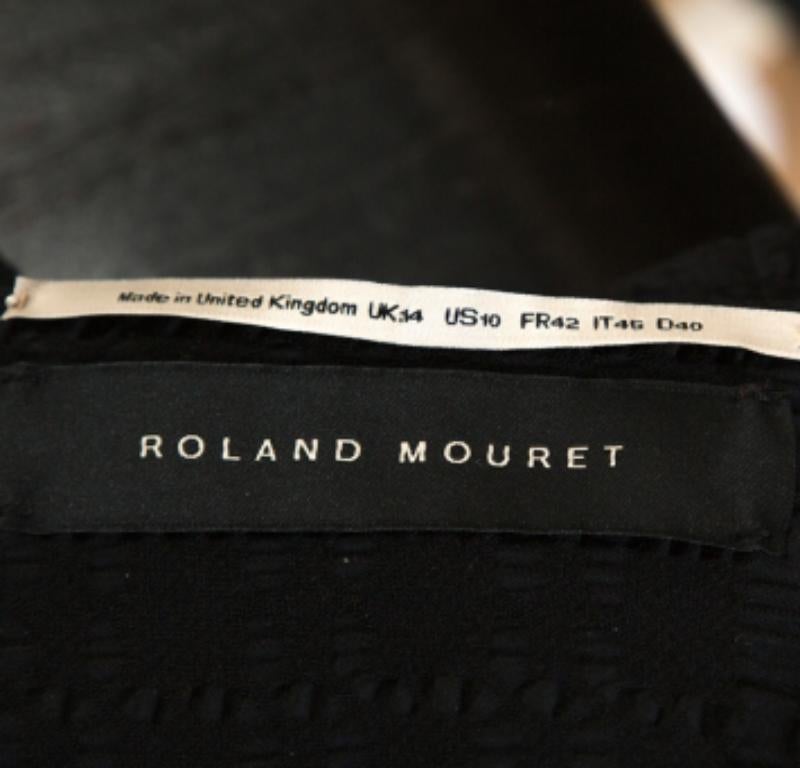 Made in United Kingdom UK14 US10 FR42 IT46 D40
ROLAND MOURET